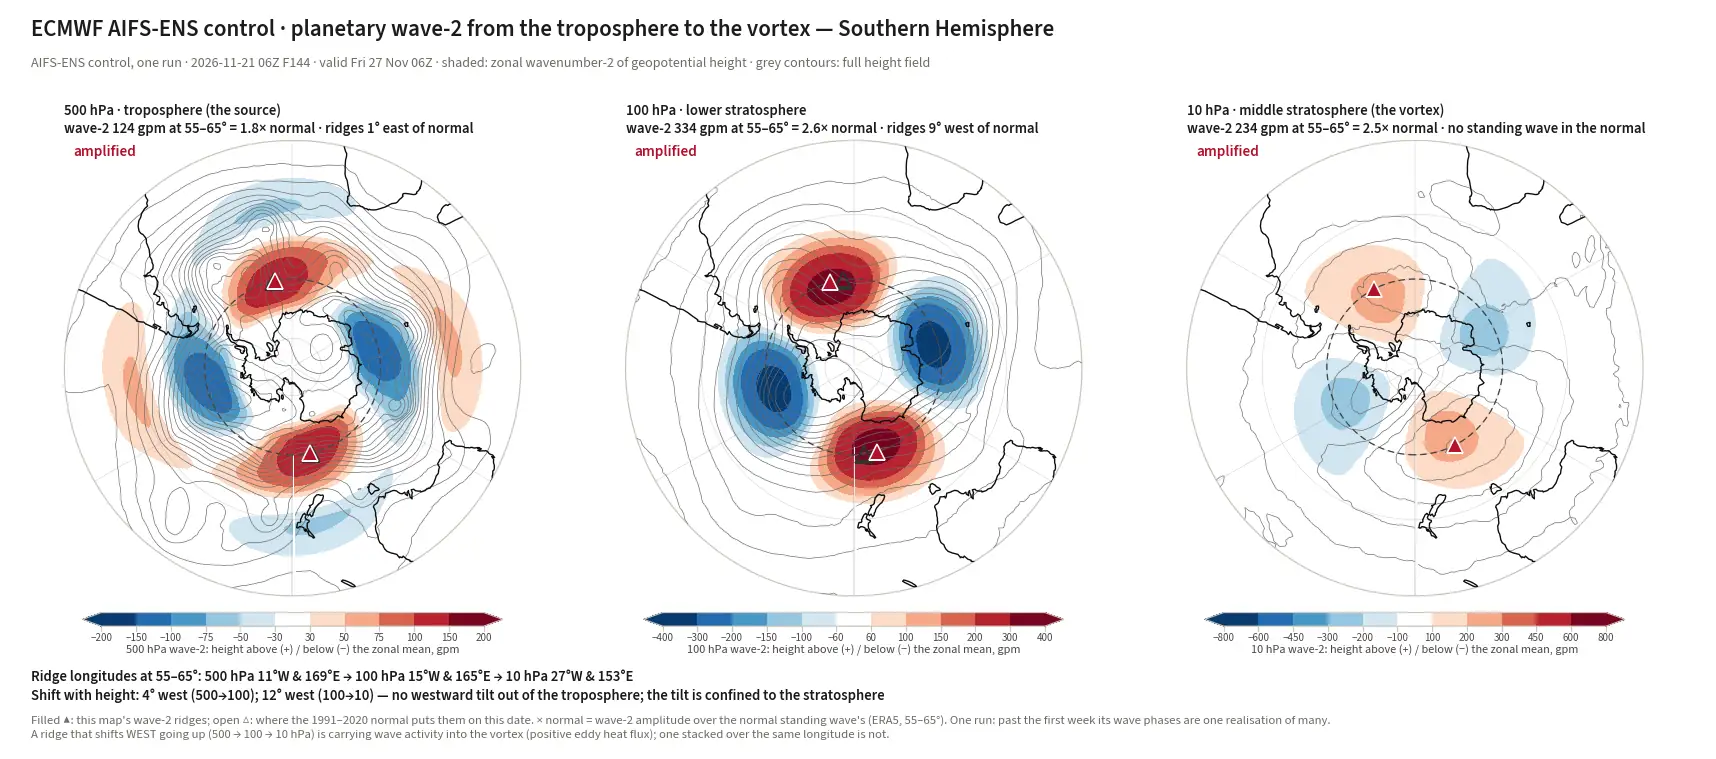 ECMWF AIFS-ENS control · planetary wave-2 from the troposphere to the vortex — Southern Hemisphere
AIFS-ENS control, one run · 2026-11-21 06Z F144 · valid Fri 27 Nov 06Z · shaded: zonal wavenumber-2 of geopotential height · grey contours: full height field
500 hPa · troposphere (the source)
wave-2 124 gpm at 55–65° = 1.8× normal · ridges 1° east of normal
amplified
100 hPa · lower stratosphere
wave-2 334 gpm at 55–65° = 2.6× normal · ridges 9° west of normal
amplified
10 hPa · middle stratosphere (the vortex)
wave-2 234 gpm at 55–65° = 2.5× normal · no standing wave in the normal
amplified
−200 −150 −100 −75 −50 −30 30 50 75 100 150 200
500 hPa wave-2: height above (+) / below (−) the zonal mean, gpm
−400 −300 −200 −150 −100 −60 60 100 150 200 300 400
100 hPa wave-2: height above (+) / below (−) the zonal mean, gpm
−800 −600 −450 −300 −200 −100 100 200 300 450 600 800
10 hPa wave-2: height above (+) / below (−) the zonal mean, gpm
Ridge longitudes at 55–65°: 500 hPa 11°W & 169°E → 100 hPa 15°W & 165°E → 10 hPa 27°W & 153°E
Shift with height: 4° west (500→100); 12° west (100→10) — no westward tilt out of the troposphere; the tilt is confined to the stratosphere
Filled ▲: this map's wave-2 ridges; open △: where the 1991–2020 normal puts them on this date. × normal = wave-2 amplitude over the normal standing wave's (ERA5, 55–65°). One run: past the first week its wave phases are one realisation of many.
A ridge that shifts WEST going up (500 → 100 → 10 hPa) is carrying wave activity into the vortex (positive eddy heat flux); one stacked over the same longitude is not.